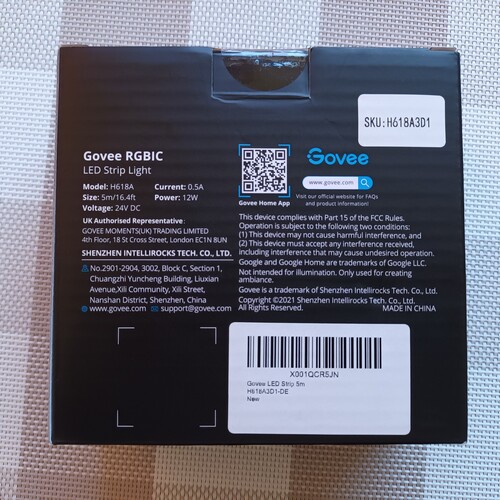 SKU:H618A3D1
Govee RGBIC
LED Strip Light
Model: H618A Current: 0.5A
Size: 5m/16.4ft Power: 12W
Voltage: 24V DC
UK Authorised Representative:
GOVEE MOMENTS(UK) TRADING LIMITED
4th Floor, 18 St Cross Street, London EC1N 8UN
SHENZHEN INTELLIROCKS TECH. CO., LTD.
No.2901-2904, 3002, Block C, Section 1,
Chuangzhi Yuncheng Building, Liuxian
Avenue,Xili Community, Xili Street,
Nanshan District, Shenzhen, China
www.govee.com support@govee.com
Govee Home App
Govee
www.govee.com
Visit our official website for FAQs
and product information!
This device complies with Part 15 of the FCC Rules.
Operation is subject to the following two conditions:
(1) This device may not cause harmful interference, and
(2) This device must accept any interference received,
including interference that may cause undesired operation.
Google and Google Home are trademarks of Google LLC.
Not intended for illumination. Only used for creating
ambiance.
Govee is a trademark of Shenzhen Intellirocks Tech. Co., Ltd.
Copyright ©2021 Shenzhen Intellirocks Tech. Co., Ltd.
All Rights Reserved. MADE IN CHINA
X001QCR5JN
Govee LED Strip 5m
H618A3D1-DE
New